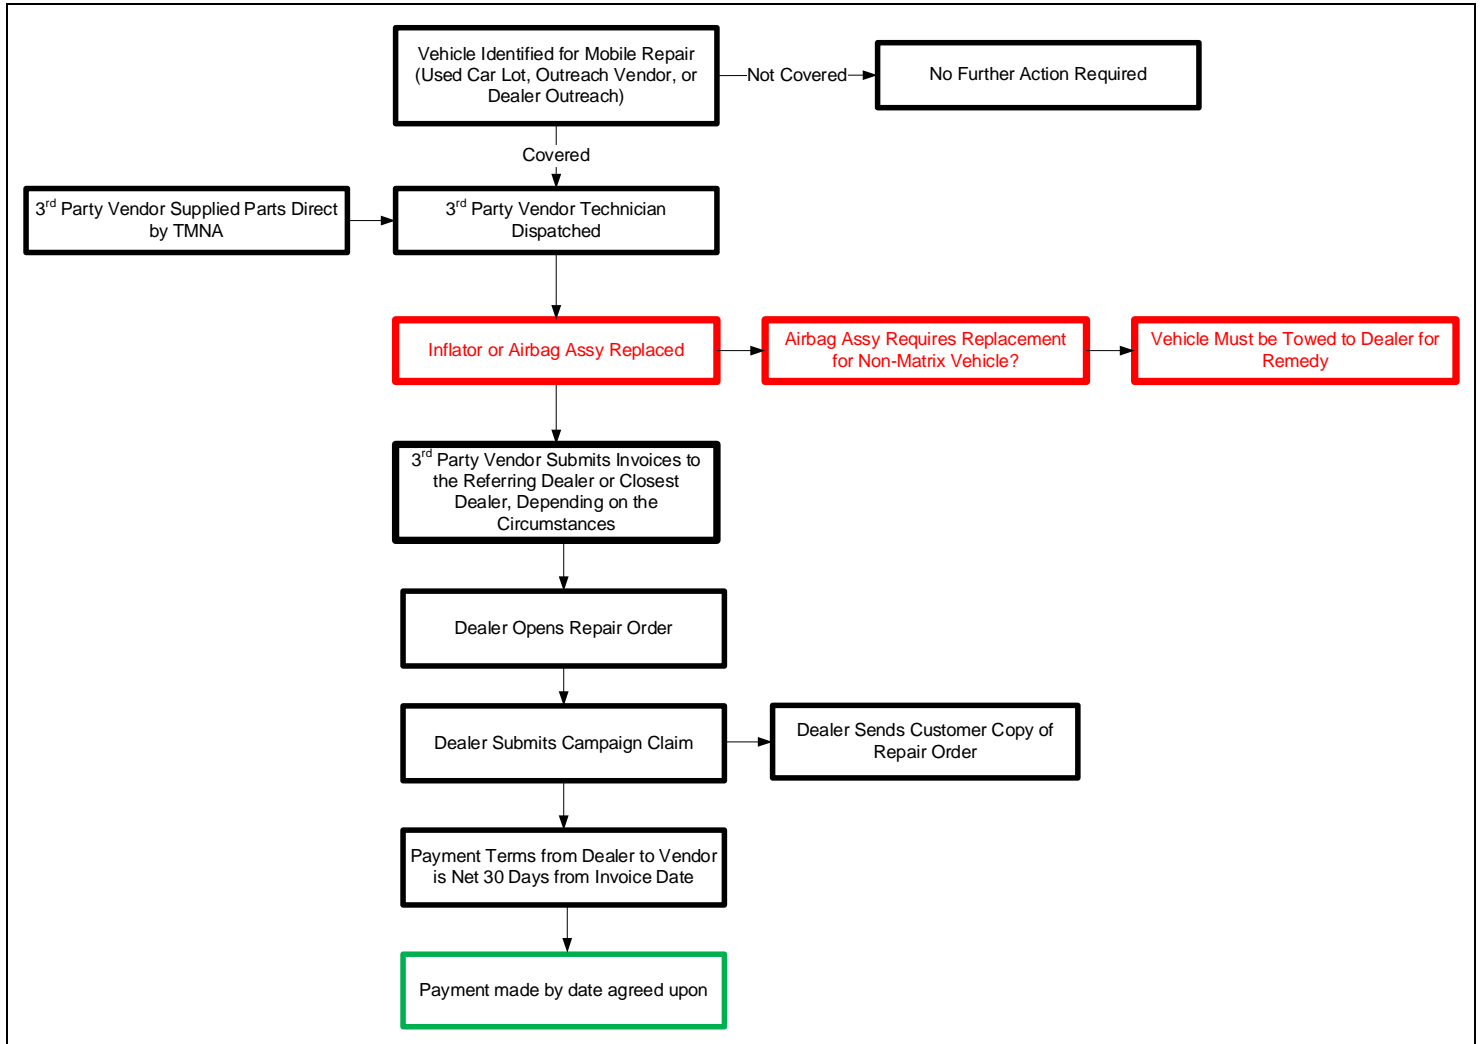 Vehicle Identified for Mobile Repair
(Used Car Lot, Outreach Vendor, or
Dealer Outreach)
Not Covered
No Further Action Required
Covered
3rd Party Vendor Supplied Parts Direct
by TMNA
3rd Party Vendor Technician
Dispatched
Inflator or Airbag Assy Replaced
Airbag Assy Requires Replacement
for Non-Matrix Vehicle?
Vehicle Must be Towed to Dealer for
Remedy
3rd Party Vendor Submits Invoices to
the Referring Dealer or Closest
Dealer, Depending on the
Circumstances
Dealer Opens Repair Order
Dealer Submits Campaign Claim
Dealer Sends Customer Copy of
Repair Order
Payment Terms from Dealer to Vendor
is Net 30 Days from Invoice Date
Payment made by date agreed upon